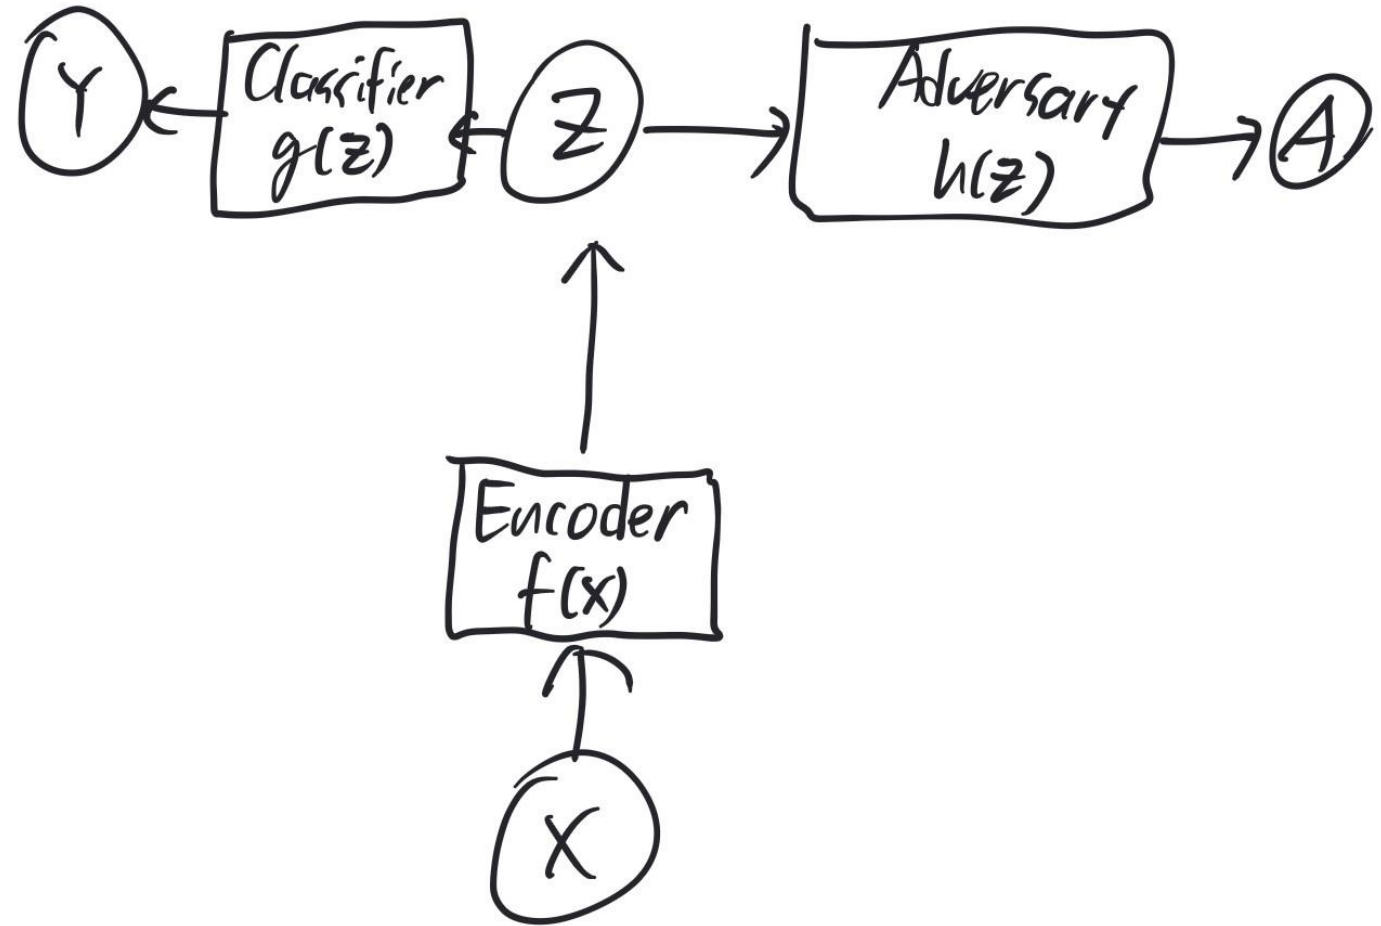 Y
Classifier
g(z)
Z
Adversary
h(z)
A
Encoder
f(x)
X